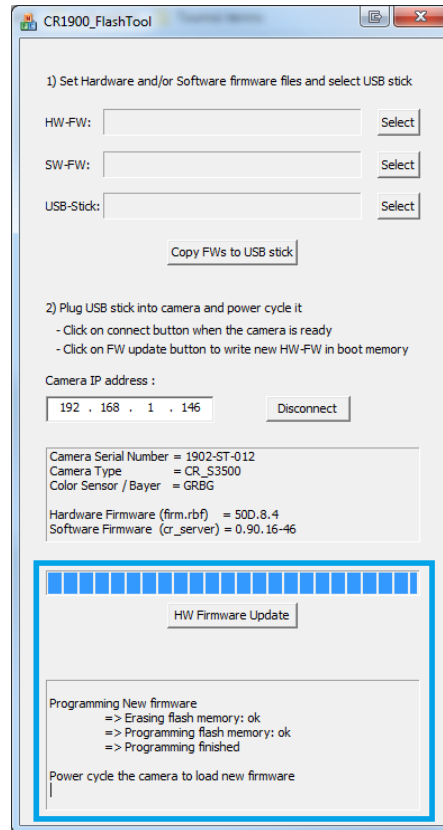 CR1900_FlashTool
1) Set Hardware and/or Software firmware files and select USB stick
HW-FW: Select
SW-FW: Select
USB-Stick: Select
Copy FWs to USB stick
2) Plug USB stick into camera and power cycle it
- Click on connect button when the camera is ready
- Click on FW update button to write new HW-FW in boot memory
Camera IP address :
192 . 168 . 1 . 146 Disconnect
Camera Serial Number = 1902-ST-012
Camera Type = CR_S3500
Color Sensor / Bayer = GRBG
Hardware Firmware (firm.rbf) = 50D.8.4
Software Firmware (cr_server) = 0.90.16-46
HW Firmware Update
Programming New firmware
=> Erasing flash memory: ok
=> Programming flash memory: ok
=> Programming finished
Power cycle the camera to load new firmware